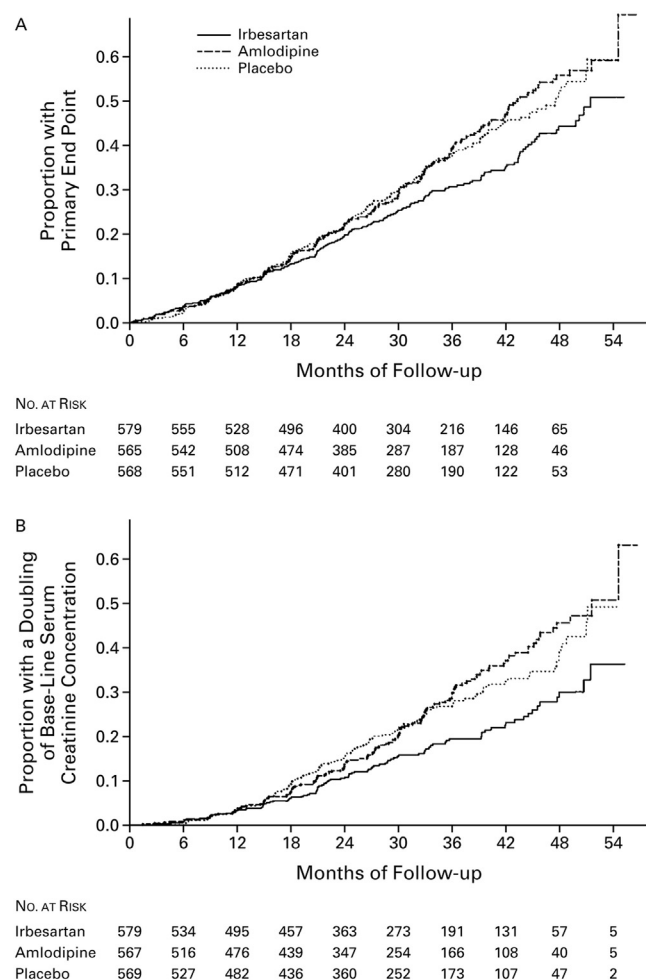 A
Irbesartan
Amlodipine
Placebo
Proportion with
Primary End Point
0.6
0.5
0.4
0.3
0.2
0.1
0.0
0 6 12 18 24 30 36 42 48 54
Months of Follow-up
NO. AT RISK
Irbesartan 579 555 528 496 400 304 216 146 65
Amlodipine 565 542 508 474 385 287 187 128 46
Placebo 568 551 512 471 401 280 190 122 53
B
Proportion with a Doubling
of Base-Line Serum
Creatinine Concentration
0.6
0.5
0.4
0.3
0.2
0.1
0.0
0 6 12 18 24 30 36 42 48 54
Months of Follow-up
NO. AT RISK
Irbesartan 579 534 495 457 363 273 191 131 57 5
Amlodipine 567 516 476 439 347 254 166 108 40 5
Placebo 569 527 482 436 360 252 173 107 47 2